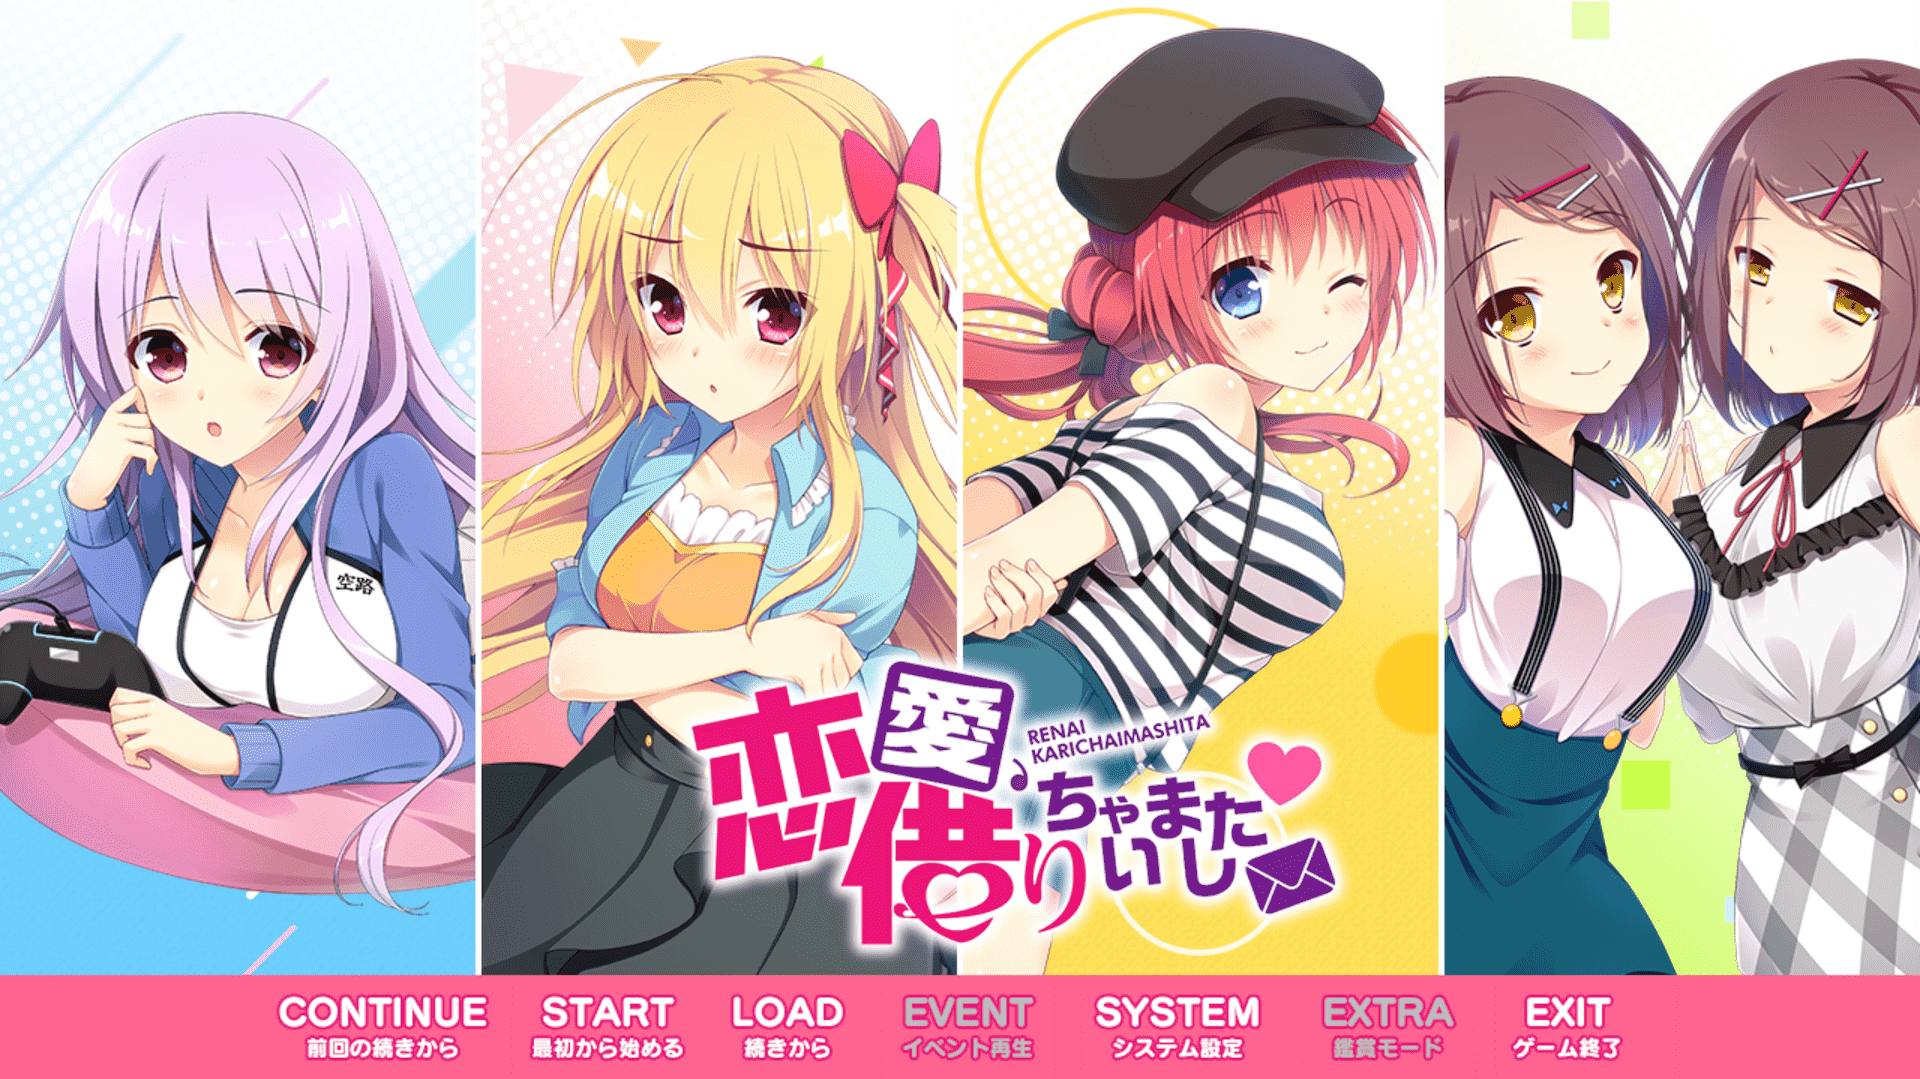 空路
恋愛、借りちゃいました
RENAI
KARICHAIMASHITA
CONTINUE START LOAD EVENT SYSTEM EXTRA EXIT
前回の続きから 最初から始める 続きから イベント再生 システム設定 鑑賞モード ゲーム終了